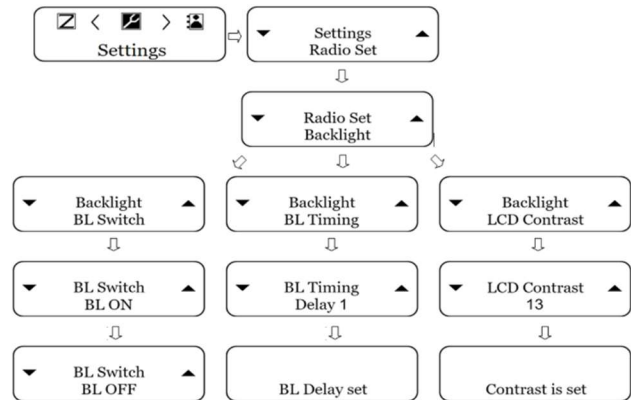 Settings
Settings
Radio Set
Radio Set
Backlight
Backlight
BL Switch
Backlight
BL Timing
Backlight
LCD Contrast
BL Switch
BL ON
BL Timing
Delay 1
LCD Contrast
13
BL Switch
BL OFF
BL Delay set
Contrast is set